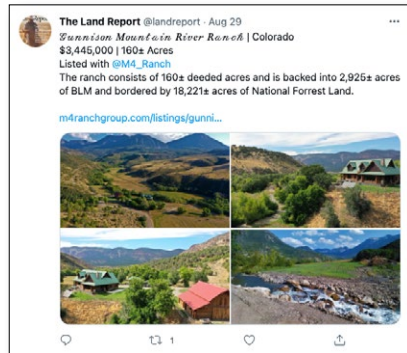 The Land Report @landreport · Aug 29
𝒢𝓊𝓃𝓃𝒾𝓈𝑜𝓃 𝑀𝑜𝓊𝓃𝓉𝒶𝒾𝓃 𝑅𝒾𝓋𝑒𝓇 𝑅𝒶𝓃𝒸𝒽 | Colorado
$3,445,000 | 160± Acres
Listed with @M4_Ranch
The ranch consists of 160± deeded acres and is backed into 2,925± acres
of BLM and bordered by 18,221± acres of National Forrest Land.
m4ranchgroup.com/listings/gunni...
1